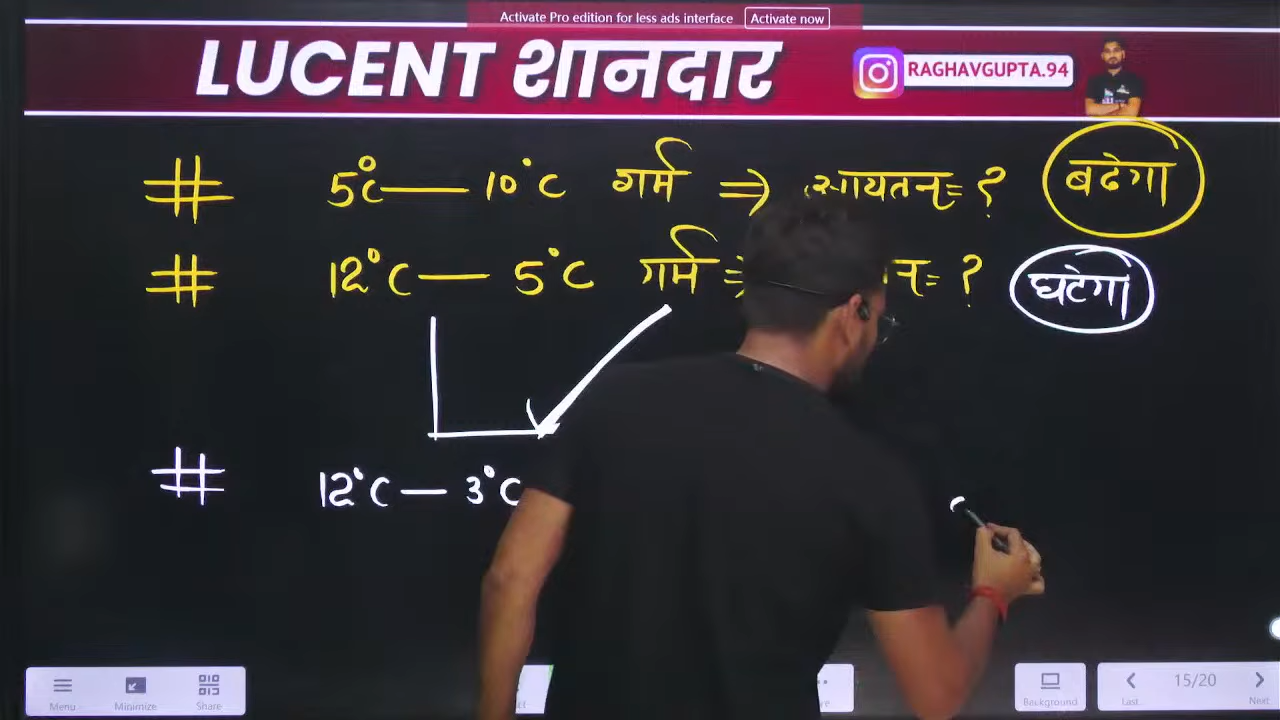 Activate Pro edition for less ads interface Activate now
LUCENT शानदार
RAGHAVGUPTA.94
# 5°C — 10°C गर्म ⇒ आयतन = ? बढेगा
# 12°C — 5°C गर्म ⇒ न = ? घटेगा
# 12°C — 3°C
Menu Minimize Share Background Last 15/20 Next